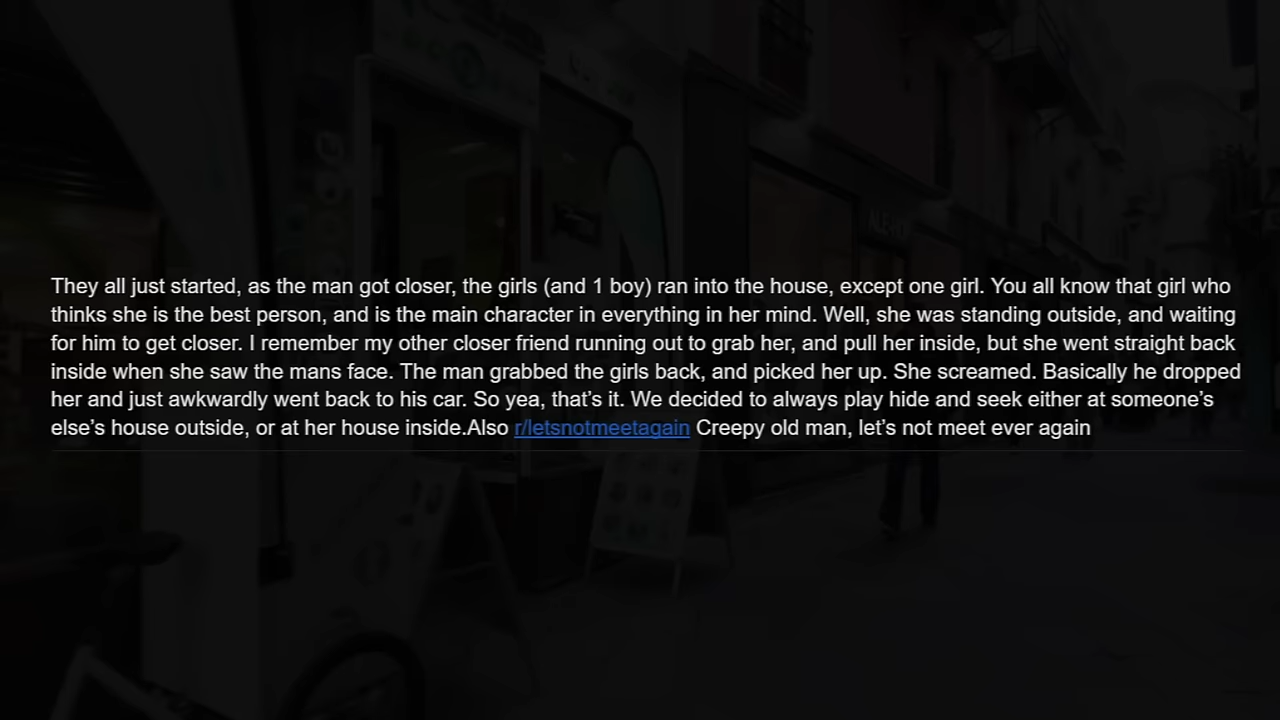 They all just started, as the man got closer, the girls (and 1 boy) ran into the house, except one girl. You all know that girl who
thinks she is the best person, and is the main character in everything in her mind. Well, she was standing outside, and waiting
for him to get closer. I remember my other closer friend running out to grab her, and pull her inside, but she went straight back
inside when she saw the mans face. The man grabbed the girls back, and picked her up. She screamed. Basically he dropped
her and just awkwardly went back to his car. So yea, that’s it. We decided to always play hide and seek either at someone’s
else’s house outside, or at her house inside.Also r/letsnotmeetagain Creepy old man, let’s not meet ever again